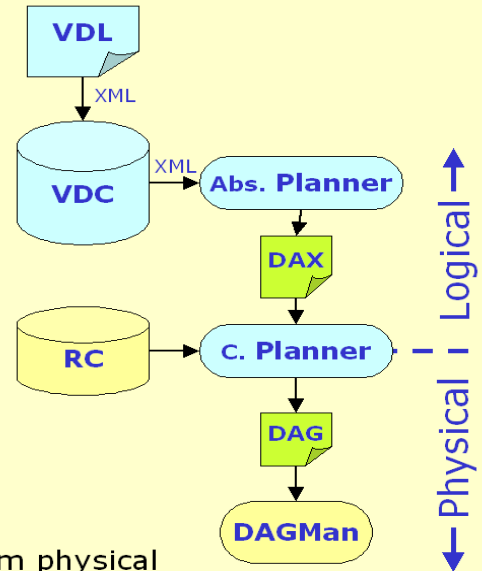 VDL
XML
VDC
XML
Abs. Planner
DAX
RC
C. Planner
DAG
DAGMan
Logical
Physical
m physical